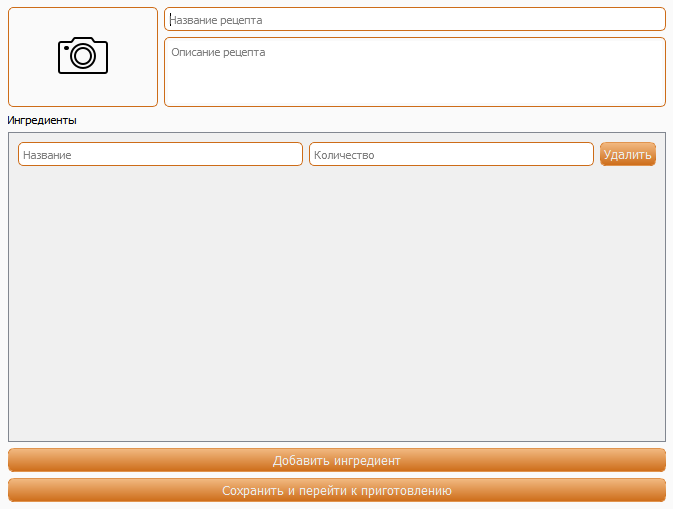 Название рецепта
Описание рецепта
Ингредиенты
Название Количество Удалить
Добавить ингредиент
Сохранить и перейти к приготовлению